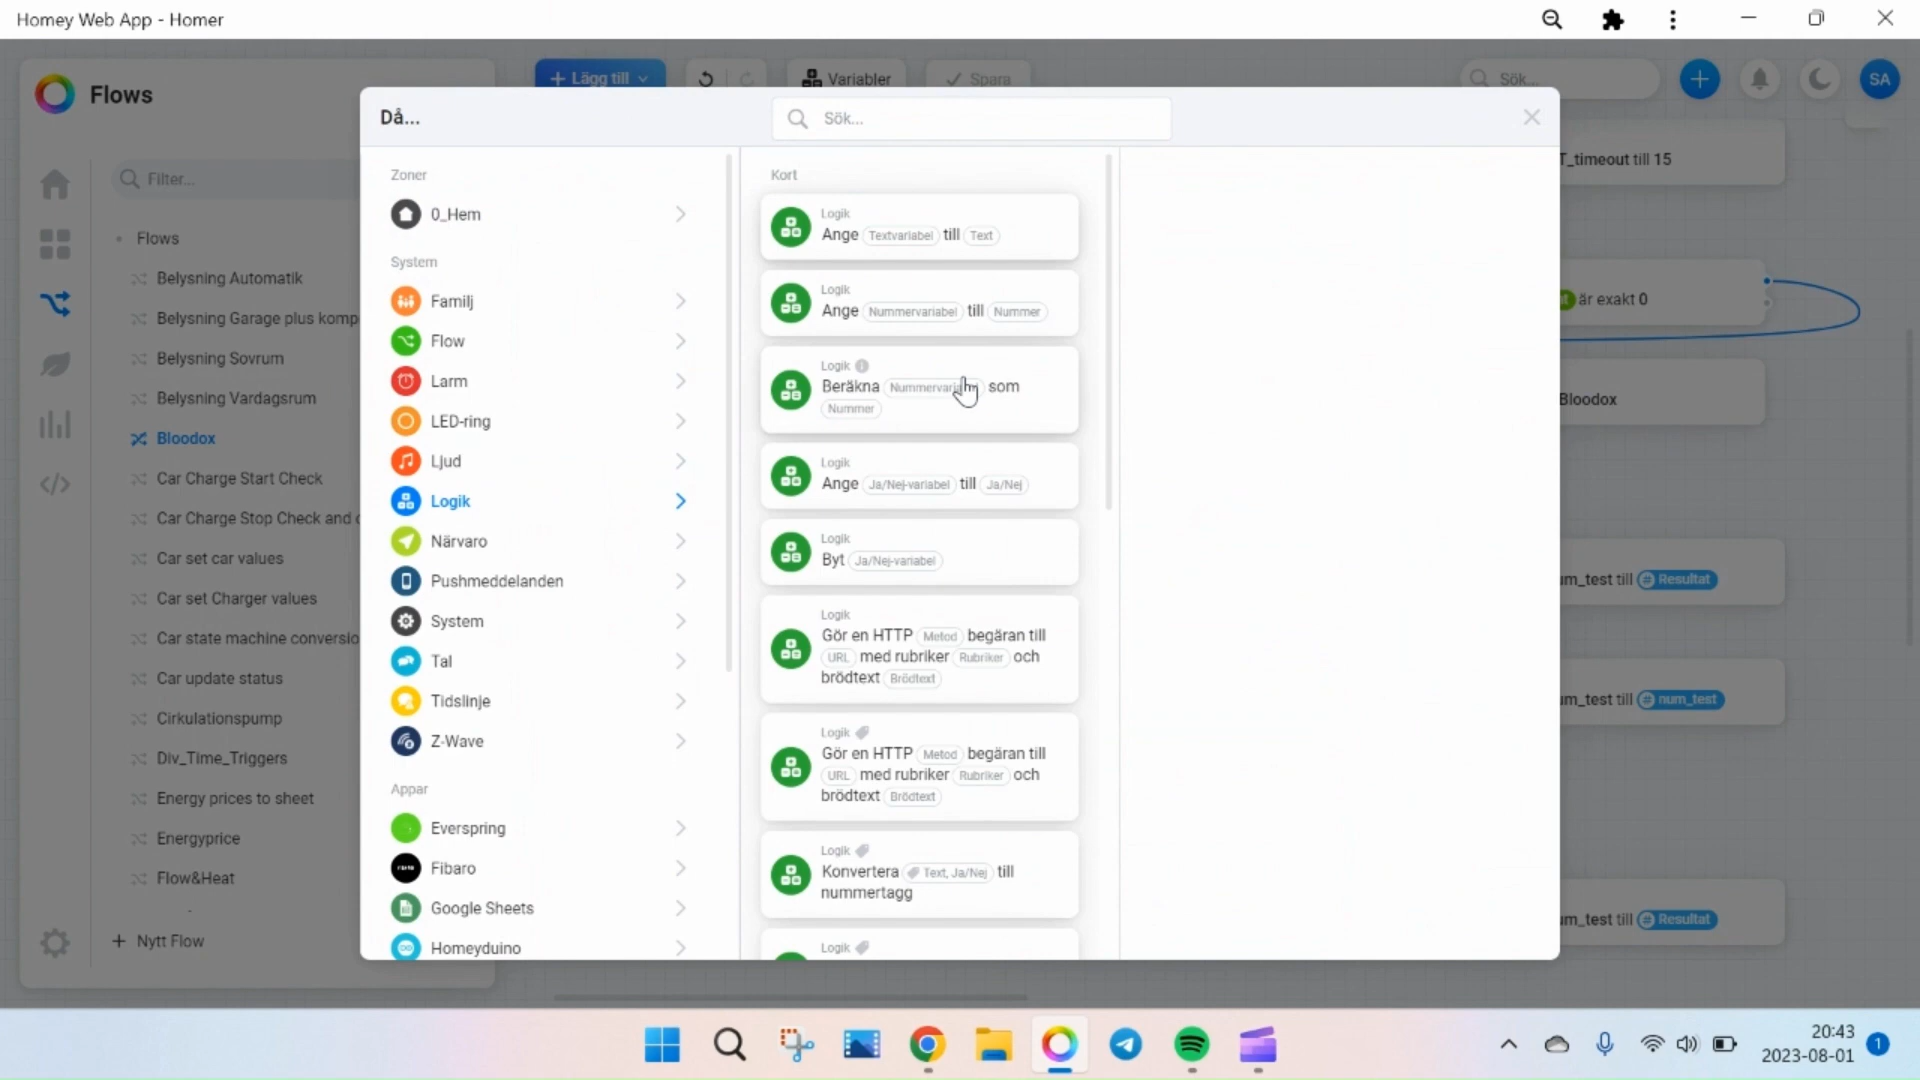 Homey Web App - Homer
Flows
Lägg till
Variabler
Spara
Sök...
SA
Filter...
Flows
Belysning Automatik
Belysning Garage plus komp
Belysning Sovrum
Belysning Vardagsrum
Bloodox
Car Charge Start Check
Car Charge Stop Check and
Car set car values
Car set Charger values
Car state machine conversio
Car update status
Cirkulationspump
Div_Time_Triggers
Energy prices to sheet
Energyprice
Flow&Heat
Nytt Flow
Då...
Sök...
Zoner
0_Hem
System
Familj
Flow
Larm
LED-ring
Ljud
Logik
Närvaro
Pushmeddelanden
System
Tal
Tidslinje
Z-Wave
Appar
Everspring
Fibaro
Google Sheets
Homeyduino
Kort
Logik
Ange Textvariabel till Text
Logik
Ange Nummervariabel till Nummer
Logik
Beräkna Nummervaria som
Nummer
Logik
Ange Ja/Nej-variabel till Ja/Nej
Logik
Byt Ja/Nej-variabel
Logik
Gör en HTTP Metod begäran till
URL med rubriker Rubriker och
brödtext Brödtext
Logik
Gör en HTTP Metod begäran till
URL med rubriker Rubriker och
brödtext Brödtext
Logik
Konvertera Text, Ja/Nej till
nummertagg
Logik
T_timeout till 15
är exakt 0
Bloodox
um_test till # Resultat
um_test till # num_test
um_test till # Resultat
20:43
2023-08-01
1